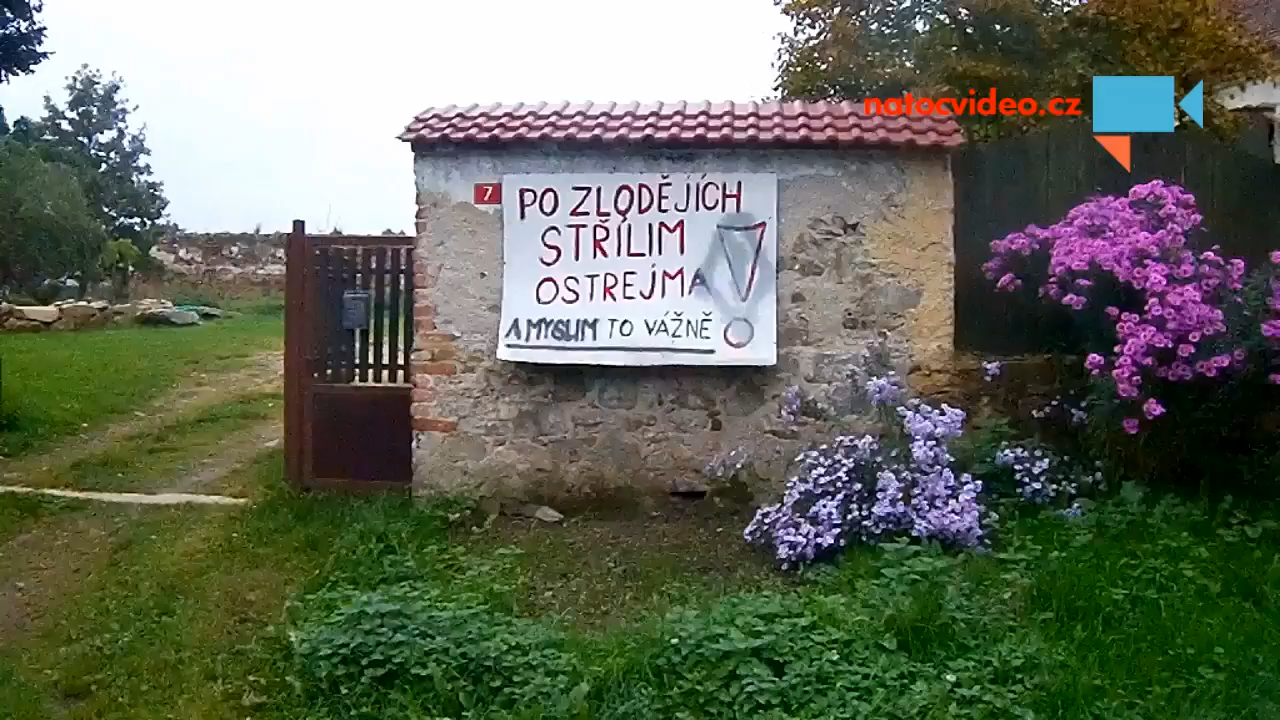 natocvideo.cz
7
PO ZLODĚJÍCH
STŘÍLIM
OSTREJMA!
A MYSLIM TO VÁŽNĚ